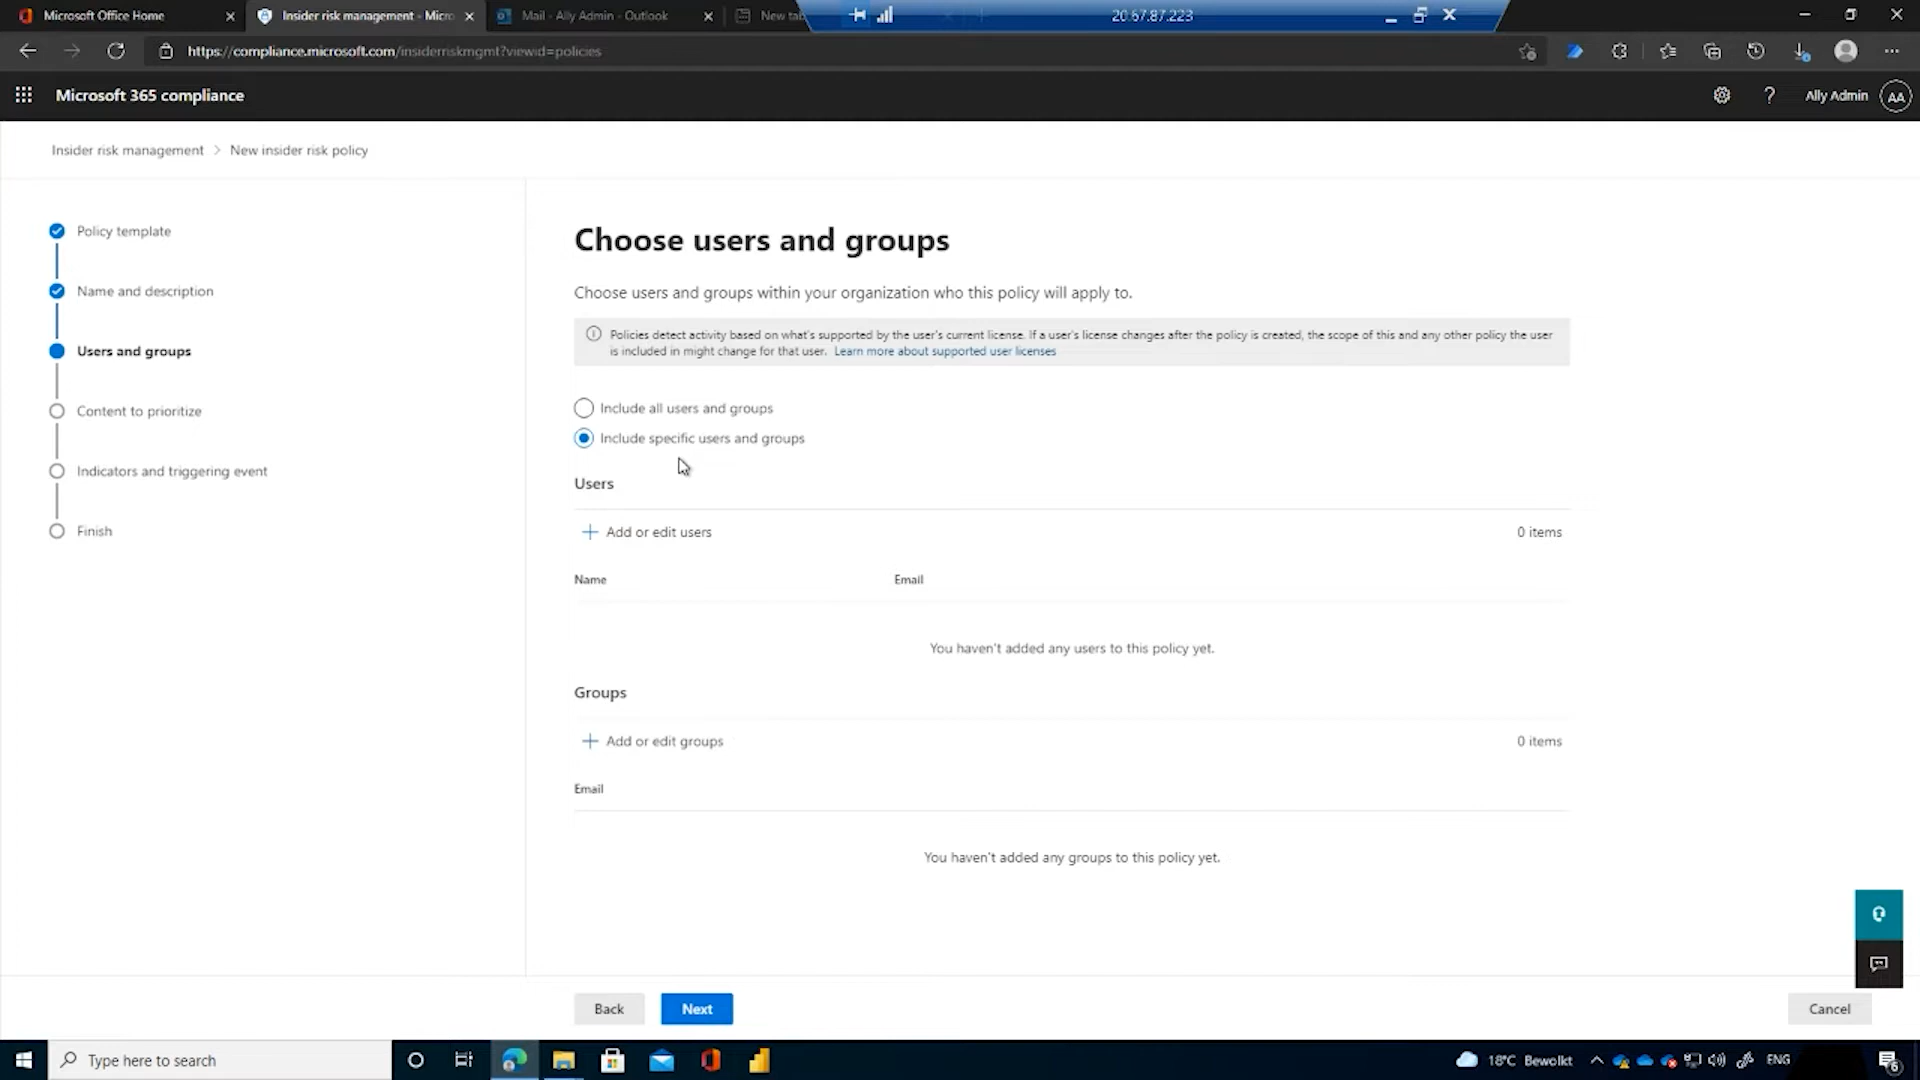 Microsoft Office Home
Insider risk management - Micro
Mail - Ally Admin - Outlook
New tab
20.67.87.223
https://compliance.microsoft.com/insiderriskmgmt?viewid=policies
Microsoft 365 compliance
?
Ally Admin
AA
Insider risk management > New insider risk policy
Policy template
Name and description
Users and groups
Content to prioritize
Indicators and triggering event
Finish
Choose users and groups
Choose users and groups within your organization who this policy will apply to.
Policies detect activity based on what's supported by the user's current license. If a user's license changes after the policy is created, the scope of this and any other policy the user
is included in might change for that user. Learn more about supported user licenses
Include all users and groups
Include specific users and groups
Users
Add or edit users
0 items
Name
Email
You haven't added any users to this policy yet.
Groups
Add or edit groups
0 items
Email
You haven't added any groups to this policy yet.
Back
Next
Cancel
Type here to search
18°C Bewolkt
ENG
6